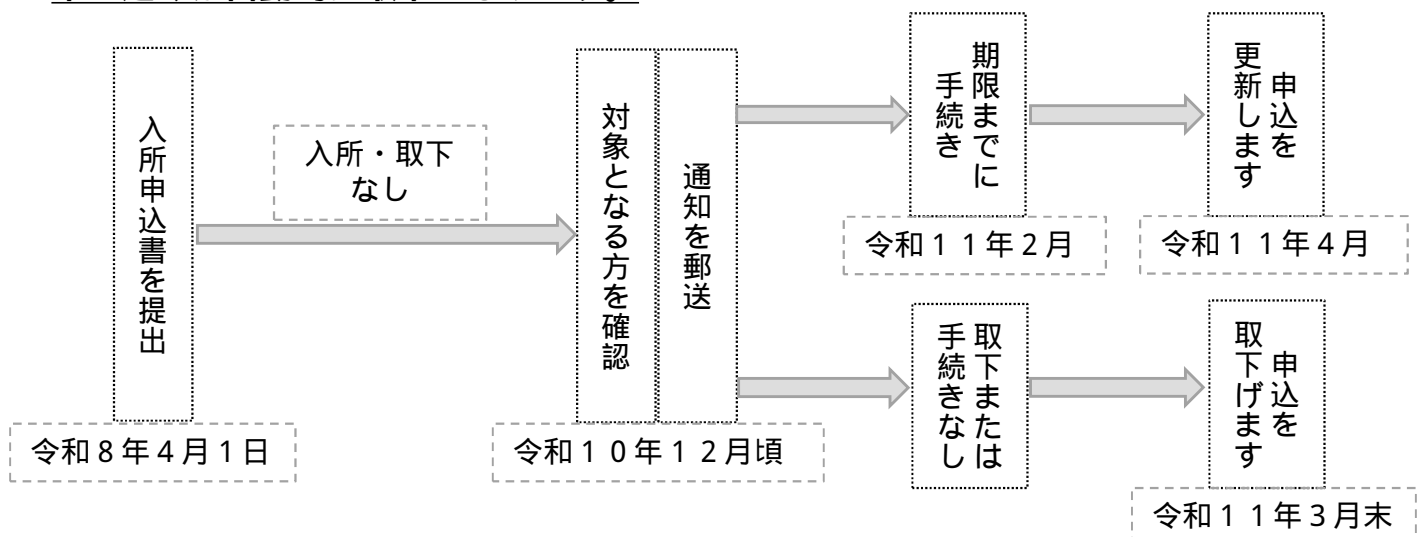 入所申込書を提出
令和8年4月1日
入所・取下
なし
対象となる方を確認
通知を郵送
令和10年12月頃
期限までに
手続き
令和11年2月
申込を
更新します
令和11年4月
取下または
手続きなし
申込を
取下げます
令和11年3月末